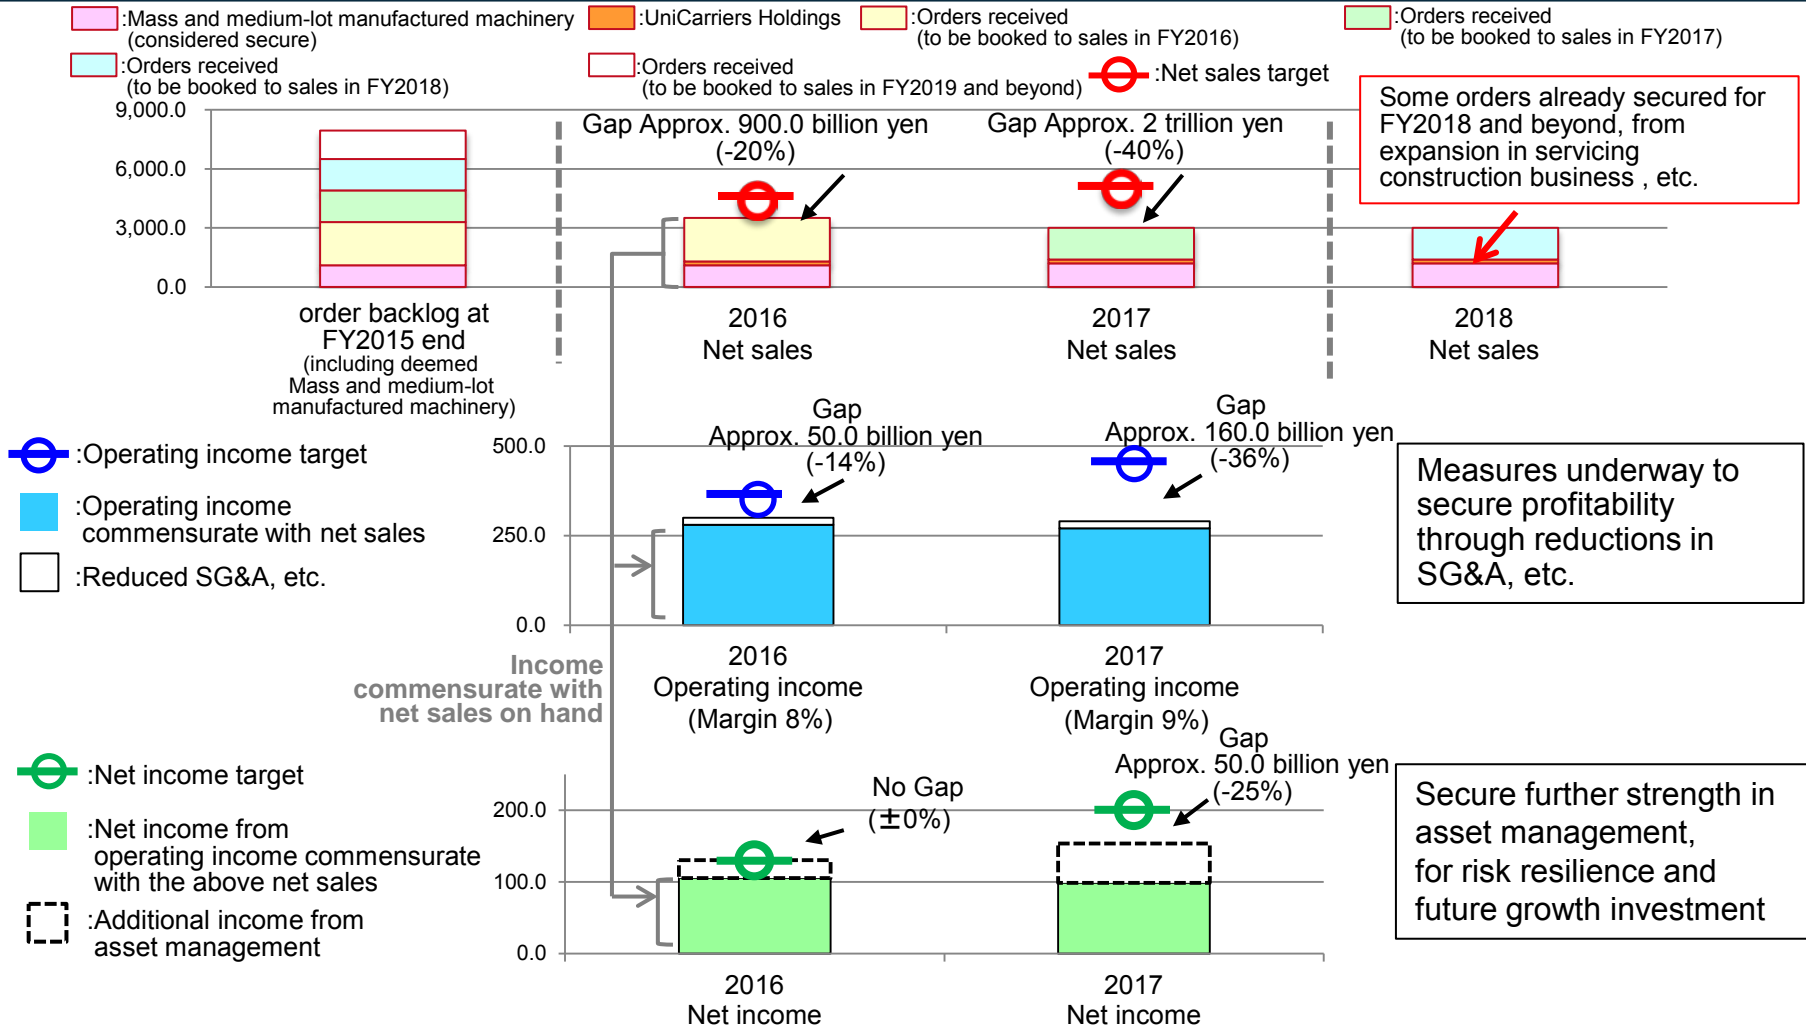 :Mass and medium-lot manufactured machinery
(considered secure)
:UniCarriers Holdings
:Orders received
(to be booked to sales in FY2016)
:Orders received
(to be booked to sales in FY2017)
:Orders received
(to be booked to sales in FY2018)
:Orders received
(to be booked to sales in FY2019 and beyond)
:Net sales target
9,000.0
6,000.0
3,000.0
0.0
Gap Approx. 900.0 billion yen
(-20%)
Gap Approx. 2 trillion yen
(-40%)
Some orders already secured for
FY2018 and beyond, from
expansion in servicing
construction business , etc.
order backlog at
FY2015 end
(including deemed
Mass and medium-lot
manufactured machinery)
2016
Net sales
2017
Net sales
2018
Net sales
:Operating income target
:Operating income
commensurate with net sales
:Reduced SG&A, etc.
500.0
250.0
0.0
Gap
Approx. 50.0 billion yen
(-14%)
Gap
Approx. 160.0 billion yen
(-36%)
Measures underway to
secure profitability
through reductions in
SG&A, etc.
2016
Operating income
(Margin 8%)
2017
Operating income
(Margin 9%)
Income
commensurate with
net sales on hand
:Net income target
:Net income from
operating income commensurate
with the above net sales
:Additional income from
asset management
200.0
100.0
0.0
No Gap
(±0%)
Gap
Approx. 50.0 billion yen
(-25%)
Secure further strength in
asset management,
for risk resilience and
future growth investment
2016
Net income
2017
Net income